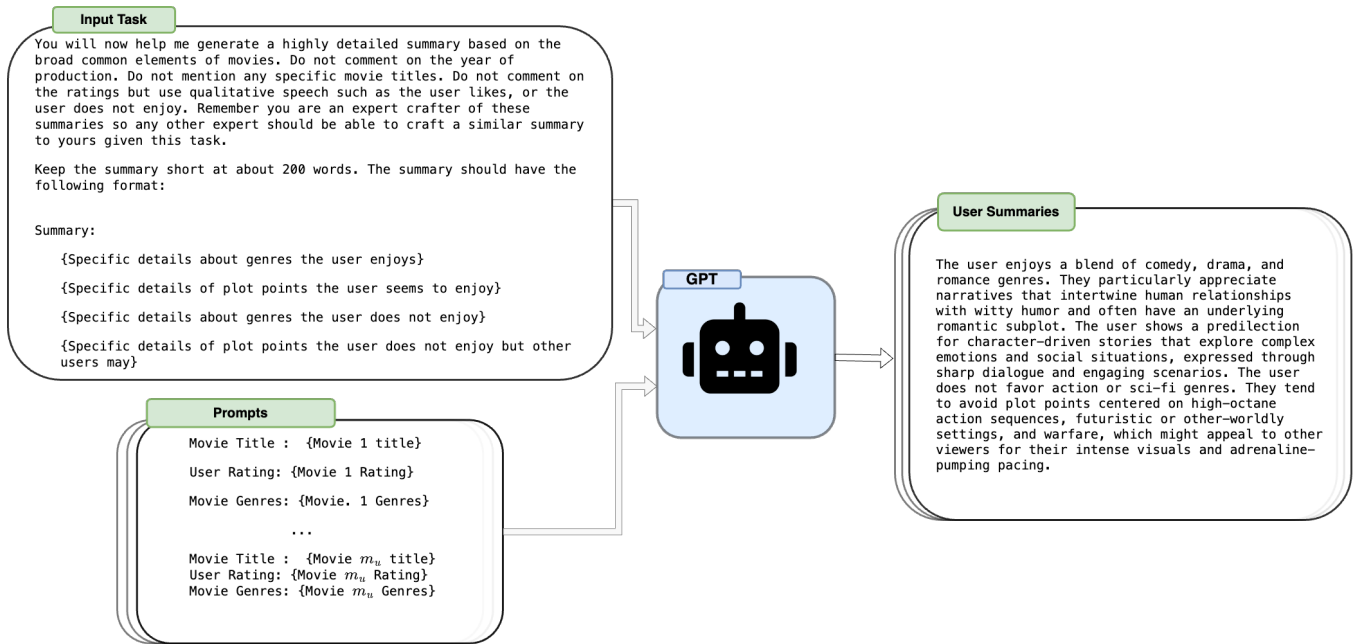 Input Task
You will now help me generate a highly detailed summary based on the
broad common elements of movies. Do not comment on the year of
production. Do not mention any specific movie titles. Do not comment on
the ratings but use qualitative speech such as the user likes, or the
user does not enjoy. Remember you are an expert crafter of these
summaries so any other expert should be able to craft a similar summary
to yours given this task.
Keep the summary short at about 200 words. The summary should have the
following format:
Summary:
{Specific details about genres the user enjoys}
{Specific details of plot points the user seems to enjoy}
{Specific details about genres the user does not enjoy}
{Specific details of plot points the user does not enjoy but other
users may}
Prompts
Movie Title :  {Movie 1 title}
User Rating: {Movie 1 Rating}
Movie Genres: {Movie. 1 Genres}
...
Movie Title :  {Movie m_u title}
User Rating: {Movie m_u Rating}
Movie Genres: {Movie m_u Genres}
GPT
User Summaries
The user enjoys a blend of comedy, drama, and
romance genres. They particularly appreciate
narratives that intertwine human relationships
with witty humor and often have an underlying
romantic subplot. The user shows a predilection
for character-driven stories that explore complex
emotions and social situations, expressed through
sharp dialogue and engaging scenarios. The user
does not favor action or sci-fi genres. They tend
to avoid plot points centered on high-octane
action sequences, futuristic or other-worldly
settings, and warfare, which might appeal to other
viewers for their intense visuals and adrenaline-
pumping pacing.